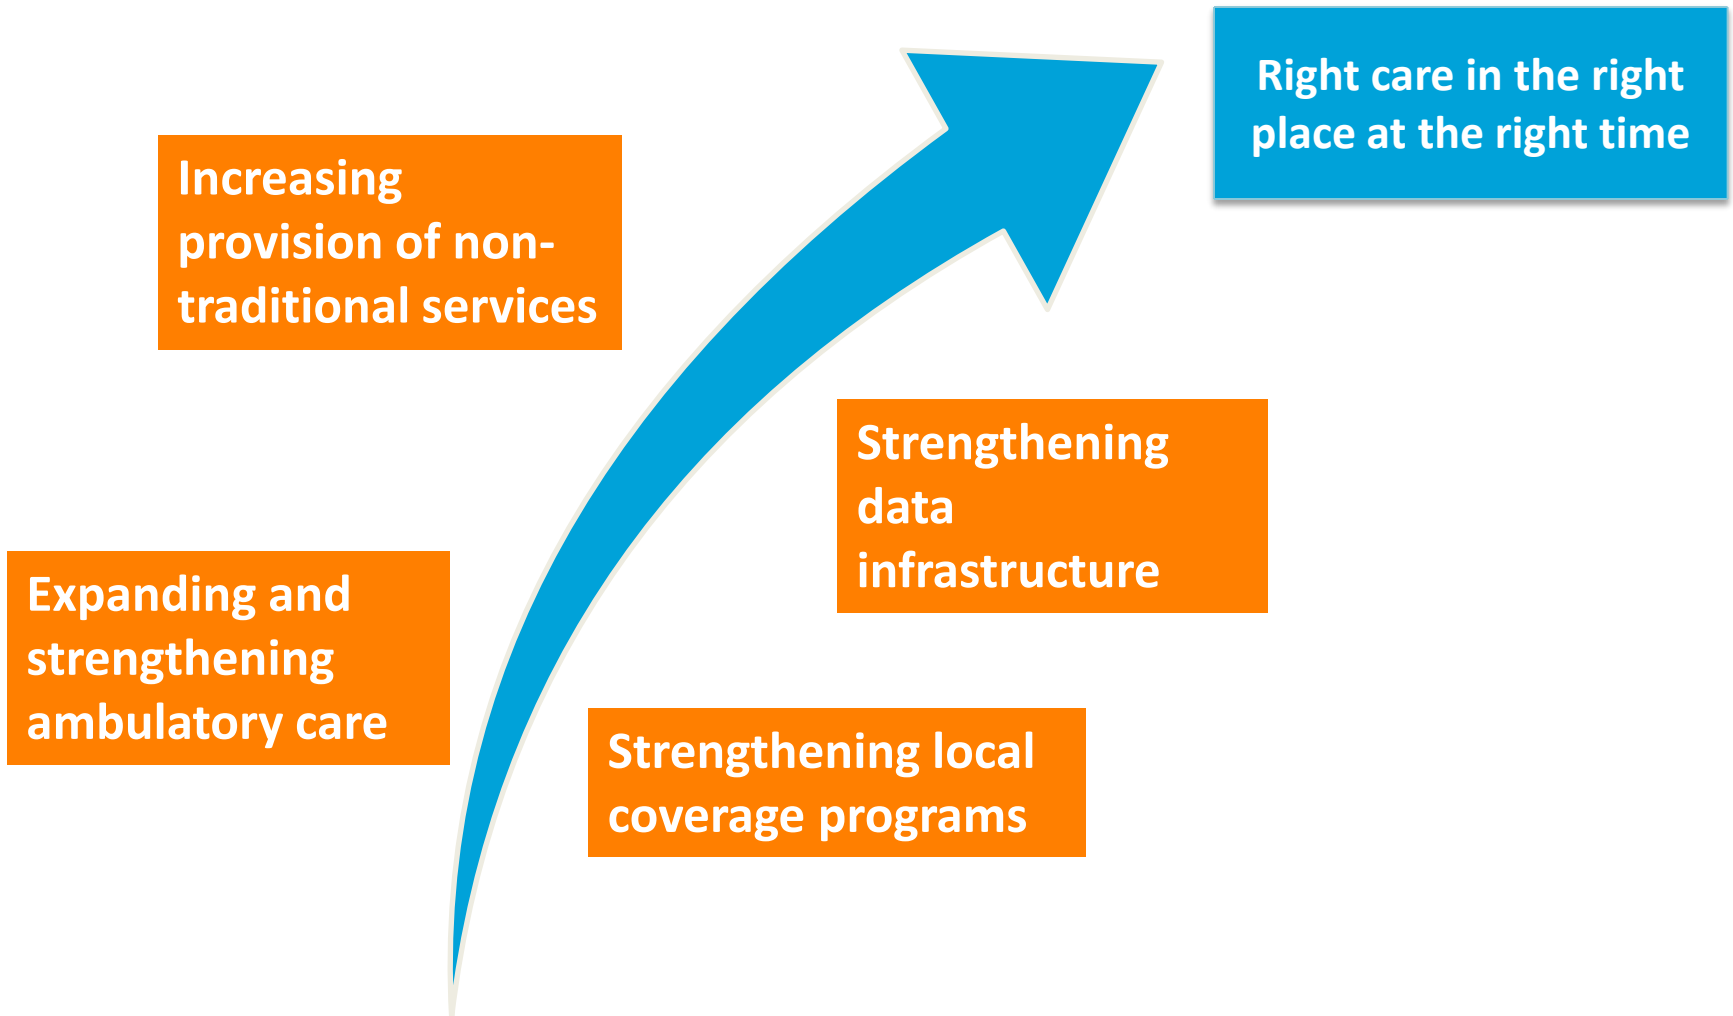 Right care in the right
place at the right time
Increasing
provision of non-
traditional services
Strengthening
data
infrastructure
Expanding and
strengthening
ambulatory care
Strengthening local
coverage programs